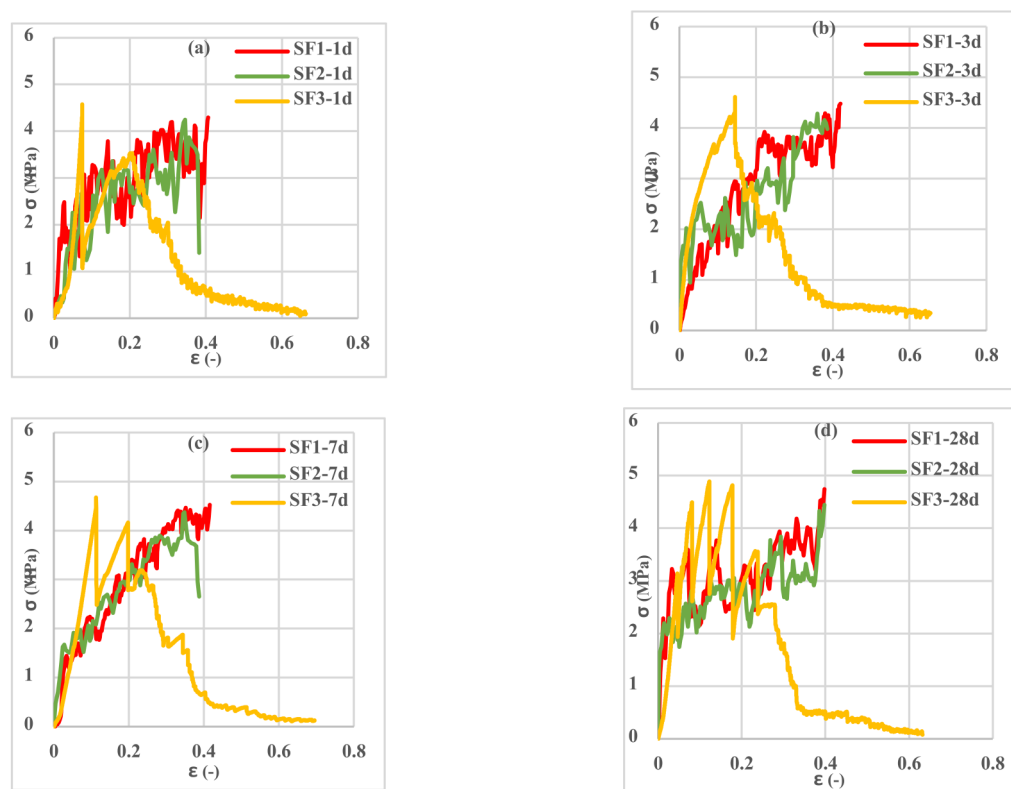 (a)
SF1-1d
SF2-1d
SF3-1d
6
5
4
3
2
1
0
σ (MPa)
0
0.2
0.4
0.6
0.8
ε (-)
(b)
SF1-3d
SF2-3d
SF3-3d
6
5
4
3
2
1
0
σ (MPa)
0
0.2
0.4
0.6
0.8
ε (-)
(c)
SF1-7d
SF2-7d
SF3-7d
6
5
4
3
2
1
0
σ (MPa)
0
0.2
0.4
0.6
0.8
ε (-)
(d)
SF1-28d
SF2-28d
SF3-28d
6
5
4
3
2
1
0
σ (MPa)
0
0.2
0.4
0.6
0.8
ε (-)